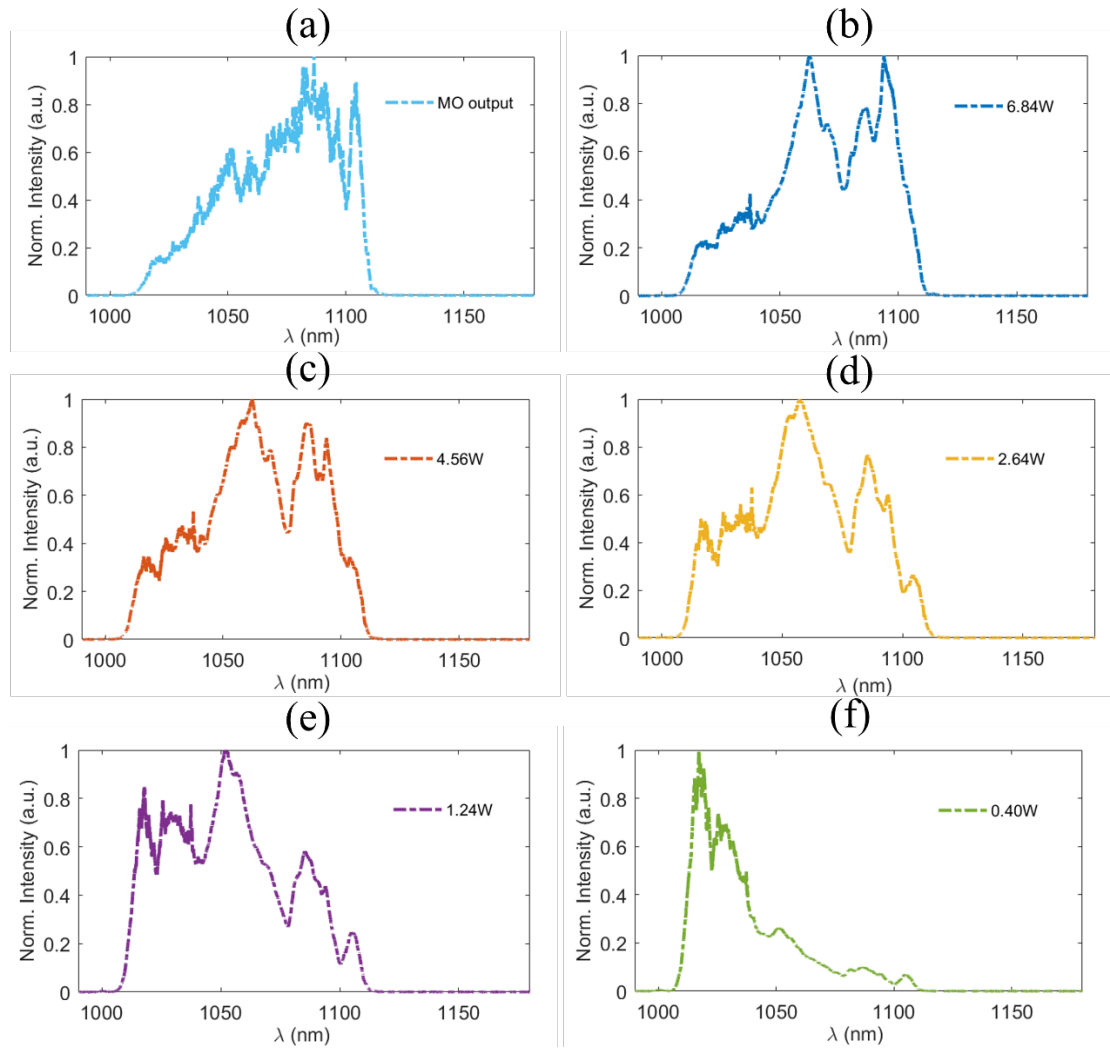 (a)
Norm. Intensity (a.u.)
1
0.8
0.6
0.4
0.2
0
MO output
1000 1050 1100 1150
λ (nm)
(b)
Norm. Intensity (a.u.)
1
0.8
0.6
0.4
0.2
0
6.84W
1000 1050 1100 1150
λ (nm)
(c)
Norm. Intensity (a.u.)
1
0.8
0.6
0.4
0.2
0
4.56W
1000 1050 1100 1150
λ (nm)
(d)
Norm. Intensity (a.u.)
1
0.8
0.6
0.4
0.2
0
2.64W
1000 1050 1100 1150
λ (nm)
(e)
Norm. Intensity (a.u.)
1
0.8
0.6
0.4
0.2
0
1.24W
1000 1050 1100 1150
λ (nm)
(f)
Norm. Intensity (a.u.)
1
0.8
0.6
0.4
0.2
0
0.40W
1000 1050 1100 1150
λ (nm)